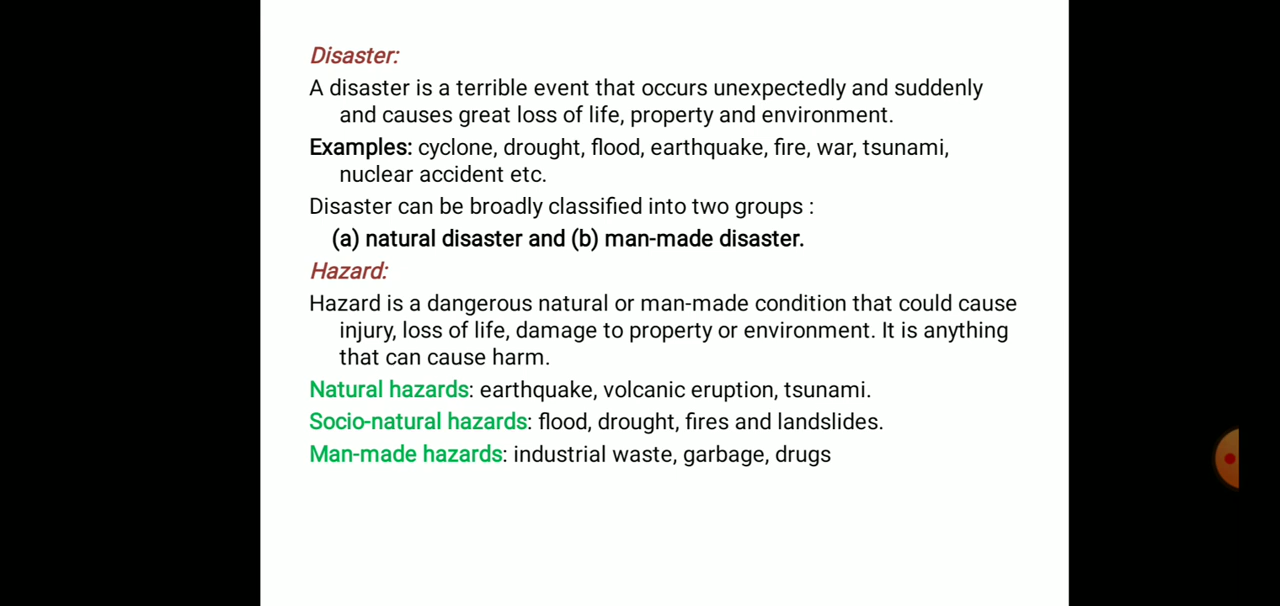 Disaster:
A disaster is a terrible event that occurs unexpectedly and suddenly
and causes great loss of life, property and environment.
Examples: cyclone, drought, flood, earthquake, fire, war, tsunami,
nuclear accident etc.
Disaster can be broadly classified into two groups :
(a) natural disaster and (b) man-made disaster.
Hazard:
Hazard is a dangerous natural or man-made condition that could cause
injury, loss of life, damage to property or environment. It is anything
that can cause harm.
Natural hazards: earthquake, volcanic eruption, tsunami.
Socio-natural hazards: flood, drought, fires and landslides.
Man-made hazards: industrial waste, garbage, drugs